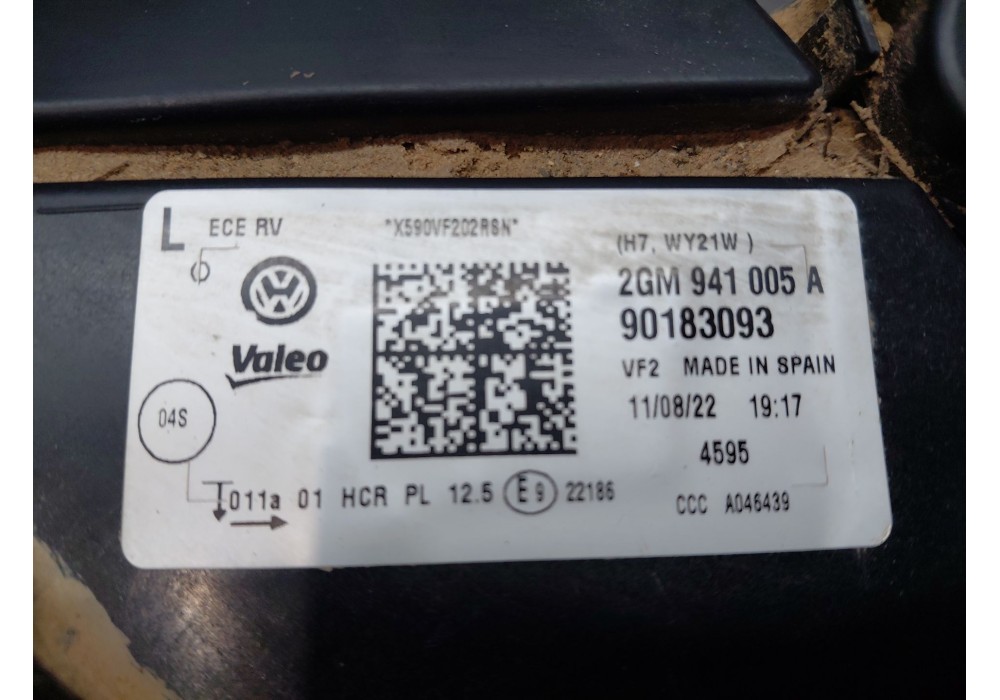 L ECE RV *X590VF202RSN* (H7, WY21W )
2GM 941 005 A
90183093
Valeo
VF2 MADE IN SPAIN
11/08/22 19:17
04S
4595
011a 01 HCR PL 12.5 E9 22186
CCC A046439